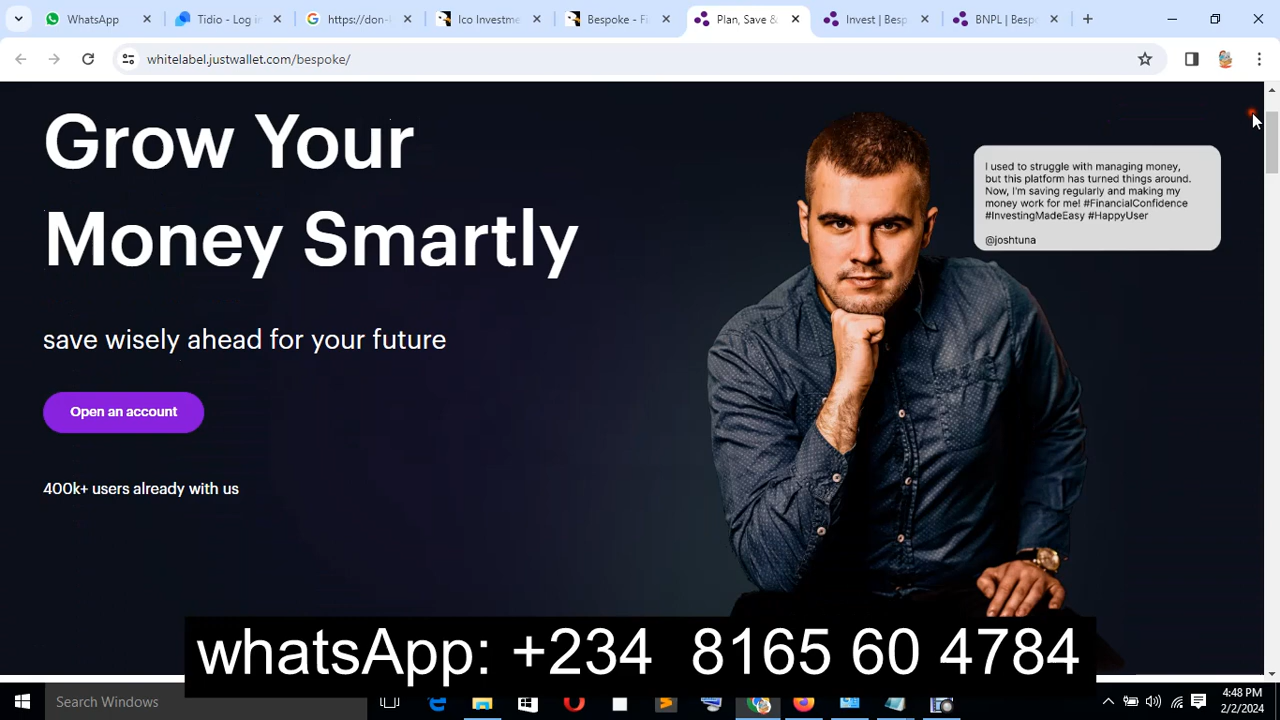 WhatsApp
Tidio - Log i
https://don-
Ico Investme
Bespoke - Fi
Plan, Save &
Invest | Besp
BNPL | Bespo
whitelabel.justwallet.com/bespoke/
Grow Your
Money Smartly
save wisely ahead for your future
Open an account
400k+ users already with us
I used to struggle with managing money,
but this platform has turned things around.
Now, I'm saving regularly and making my
money work for me! #FinancialConfidence
#InvestingMadeEasy #HappyUser
@joshtuna
whatsApp: +234 8165 60 4784
Search Windows
4:48 PM
2/2/2024